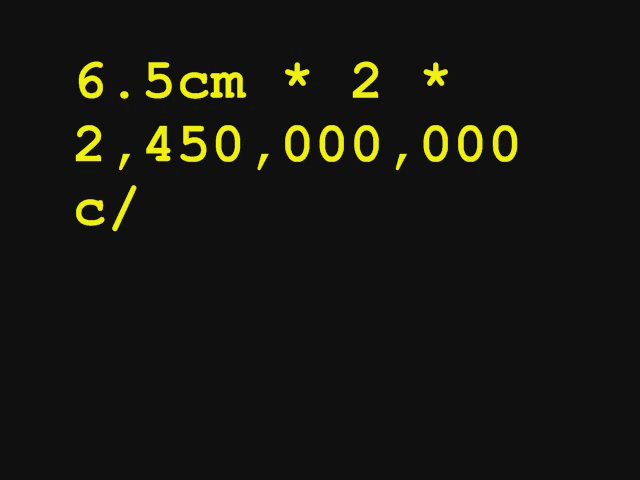 6.5cm * 2 *
2,450,000,000
c/